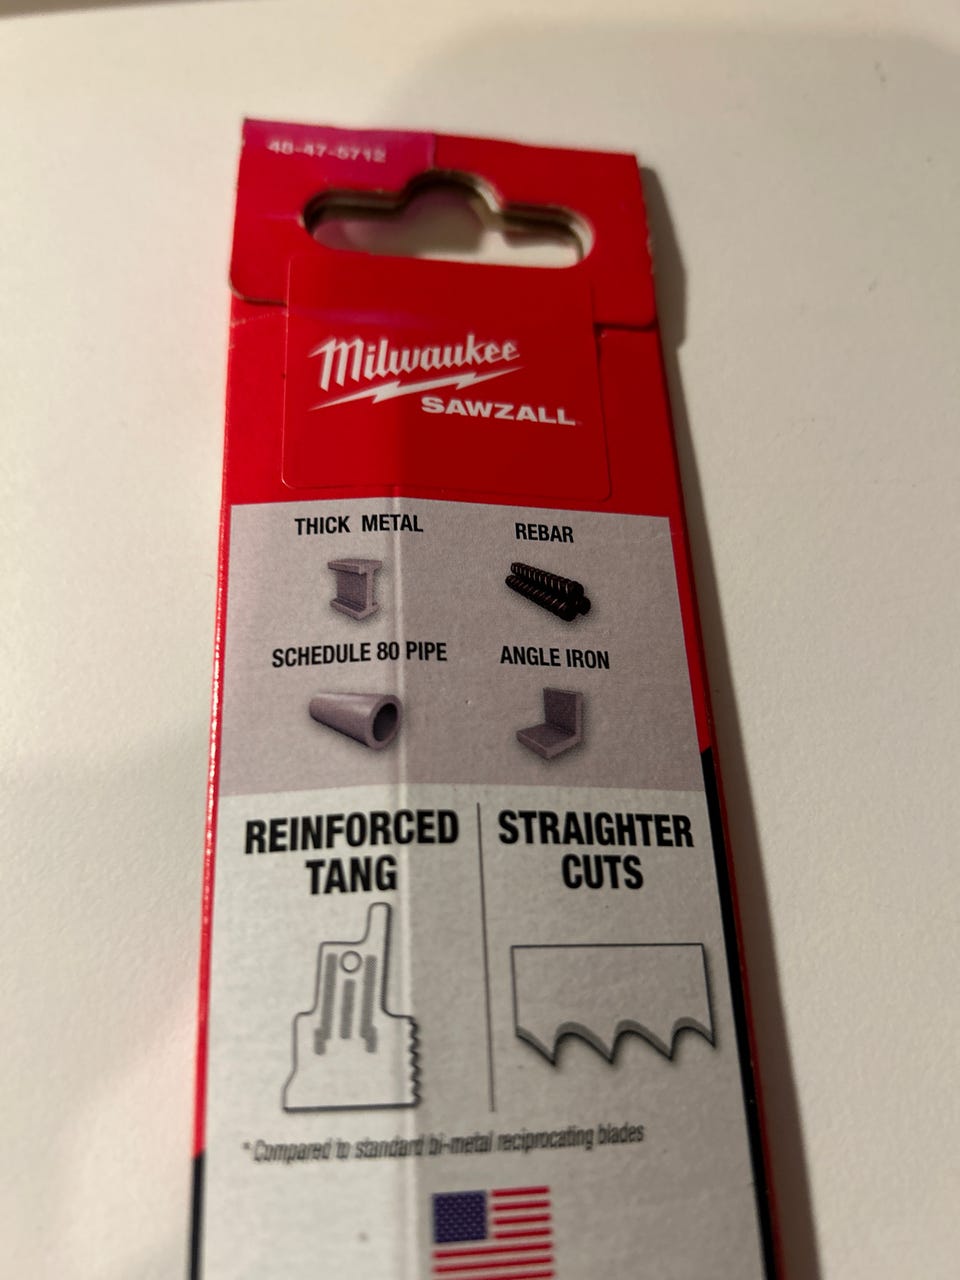 48-47-5712
Milwaukee
SAWZALL
THICK METAL
REBAR
SCHEDULE 80 PIPE
ANGLE IRON
REINFORCED
TANG
STRAIGHTER
CUTS
* Compared to standard bi-metal reciprocating blades